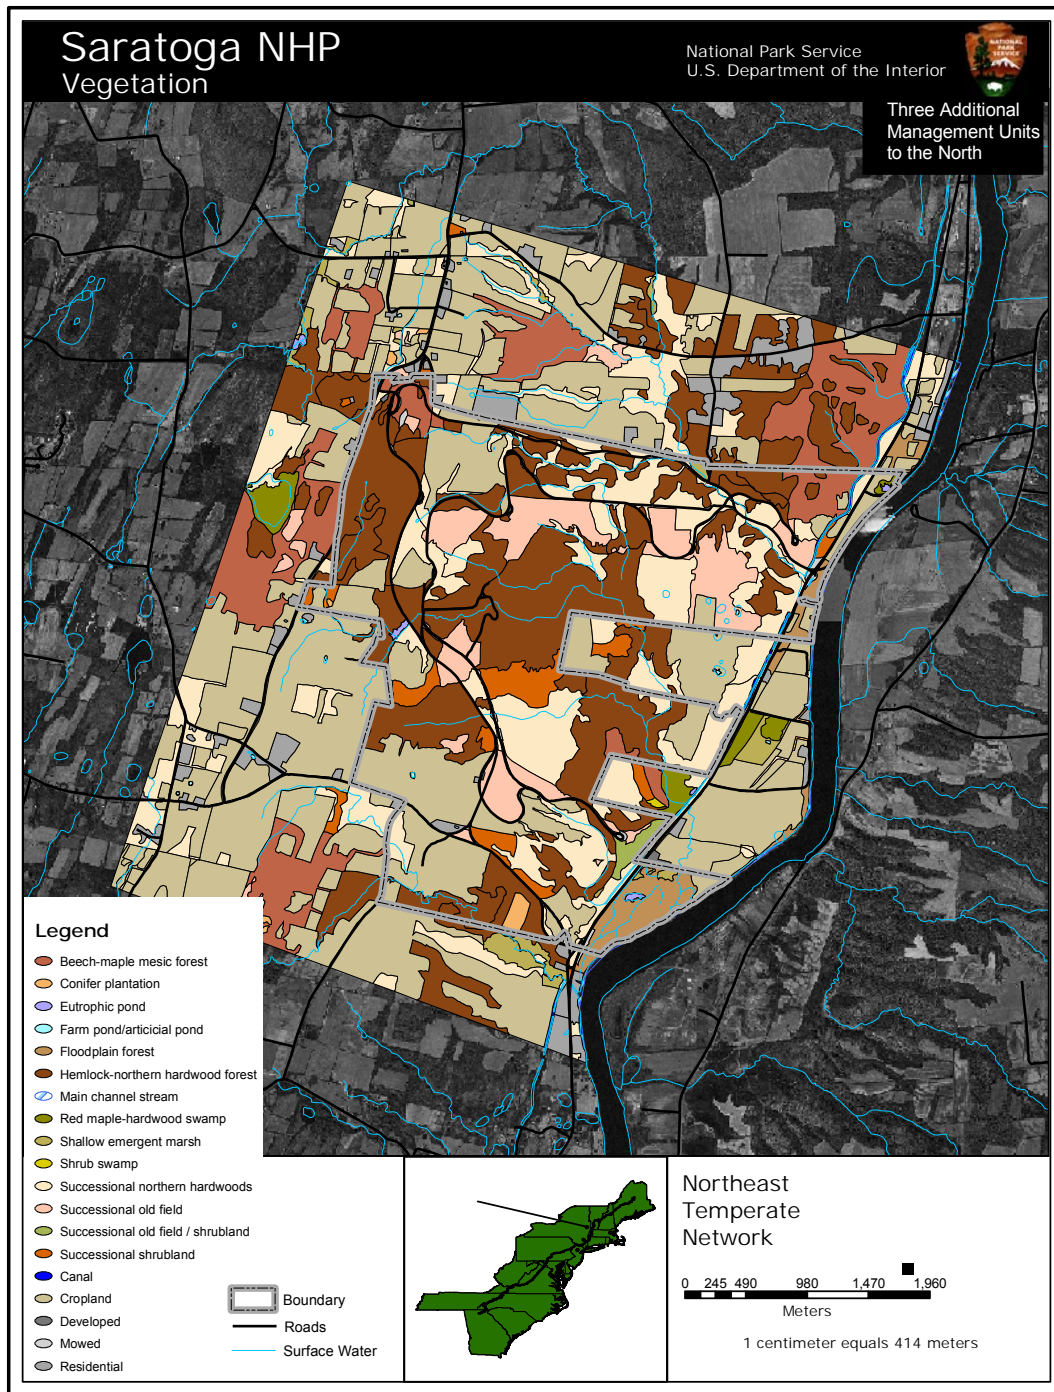 Saratoga NHP
Vegetation
National Park Service
U.S. Department of the Interior
NATIONAL
PARK
SERVICE
Three Additional
Management Units
to the North
Legend
Beech-maple mesic forest
Conifer plantation
Eutrophic pond
Farm pond/articicial pond
Floodplain forest
Hemlock-northern hardwood forest
Main channel stream
Red maple-hardwood swamp
Shallow emergent marsh
Shrub swamp
Successional northern hardwoods
Successional old field
Successional old field / shrubland
Successional shrubland
Canal
Cropland
Developed
Mowed
Residential
Boundary
Roads
Surface Water
Northeast
Temperate
Network
0 245 490 980 1,470 1,960
Meters
1 centimeter equals 414 meters